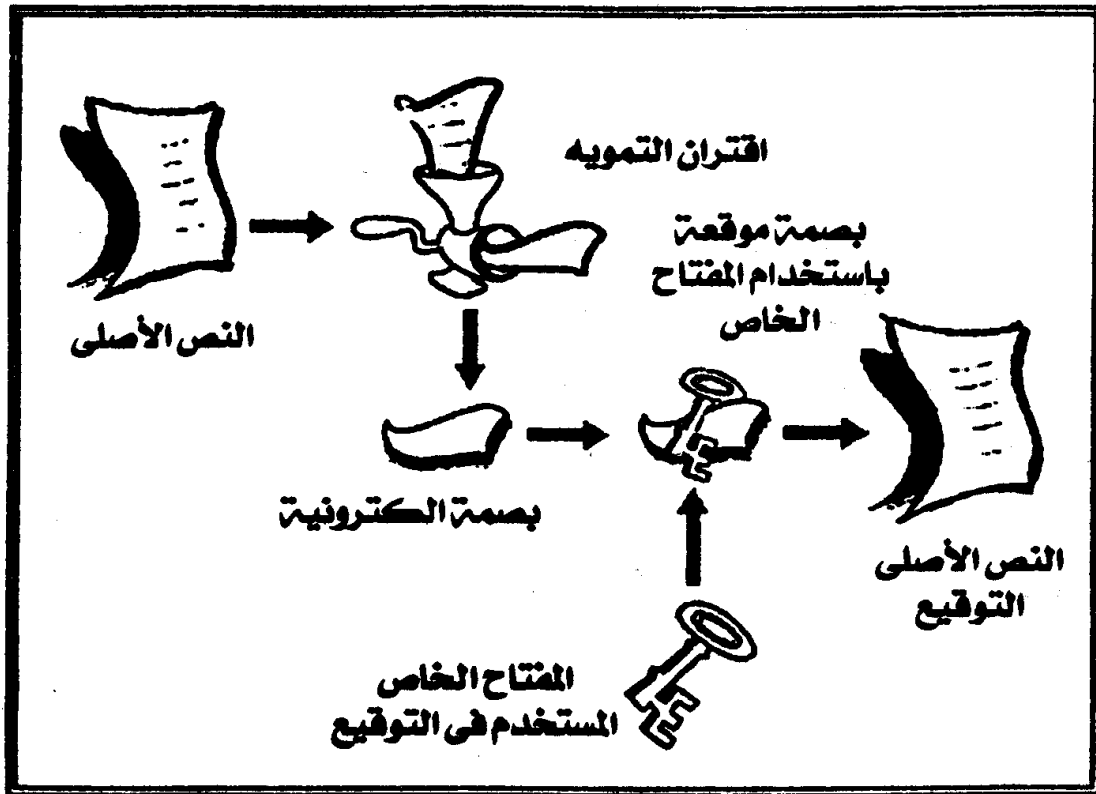 اقتران التمويه
بصمة موقعة
باستخدام المفتاح
الخاص
النص الأصلى
بصمة الكترونية
النص الأصلى
التوقيع
المفتاح الخاص
المستخدم فى التوقيع